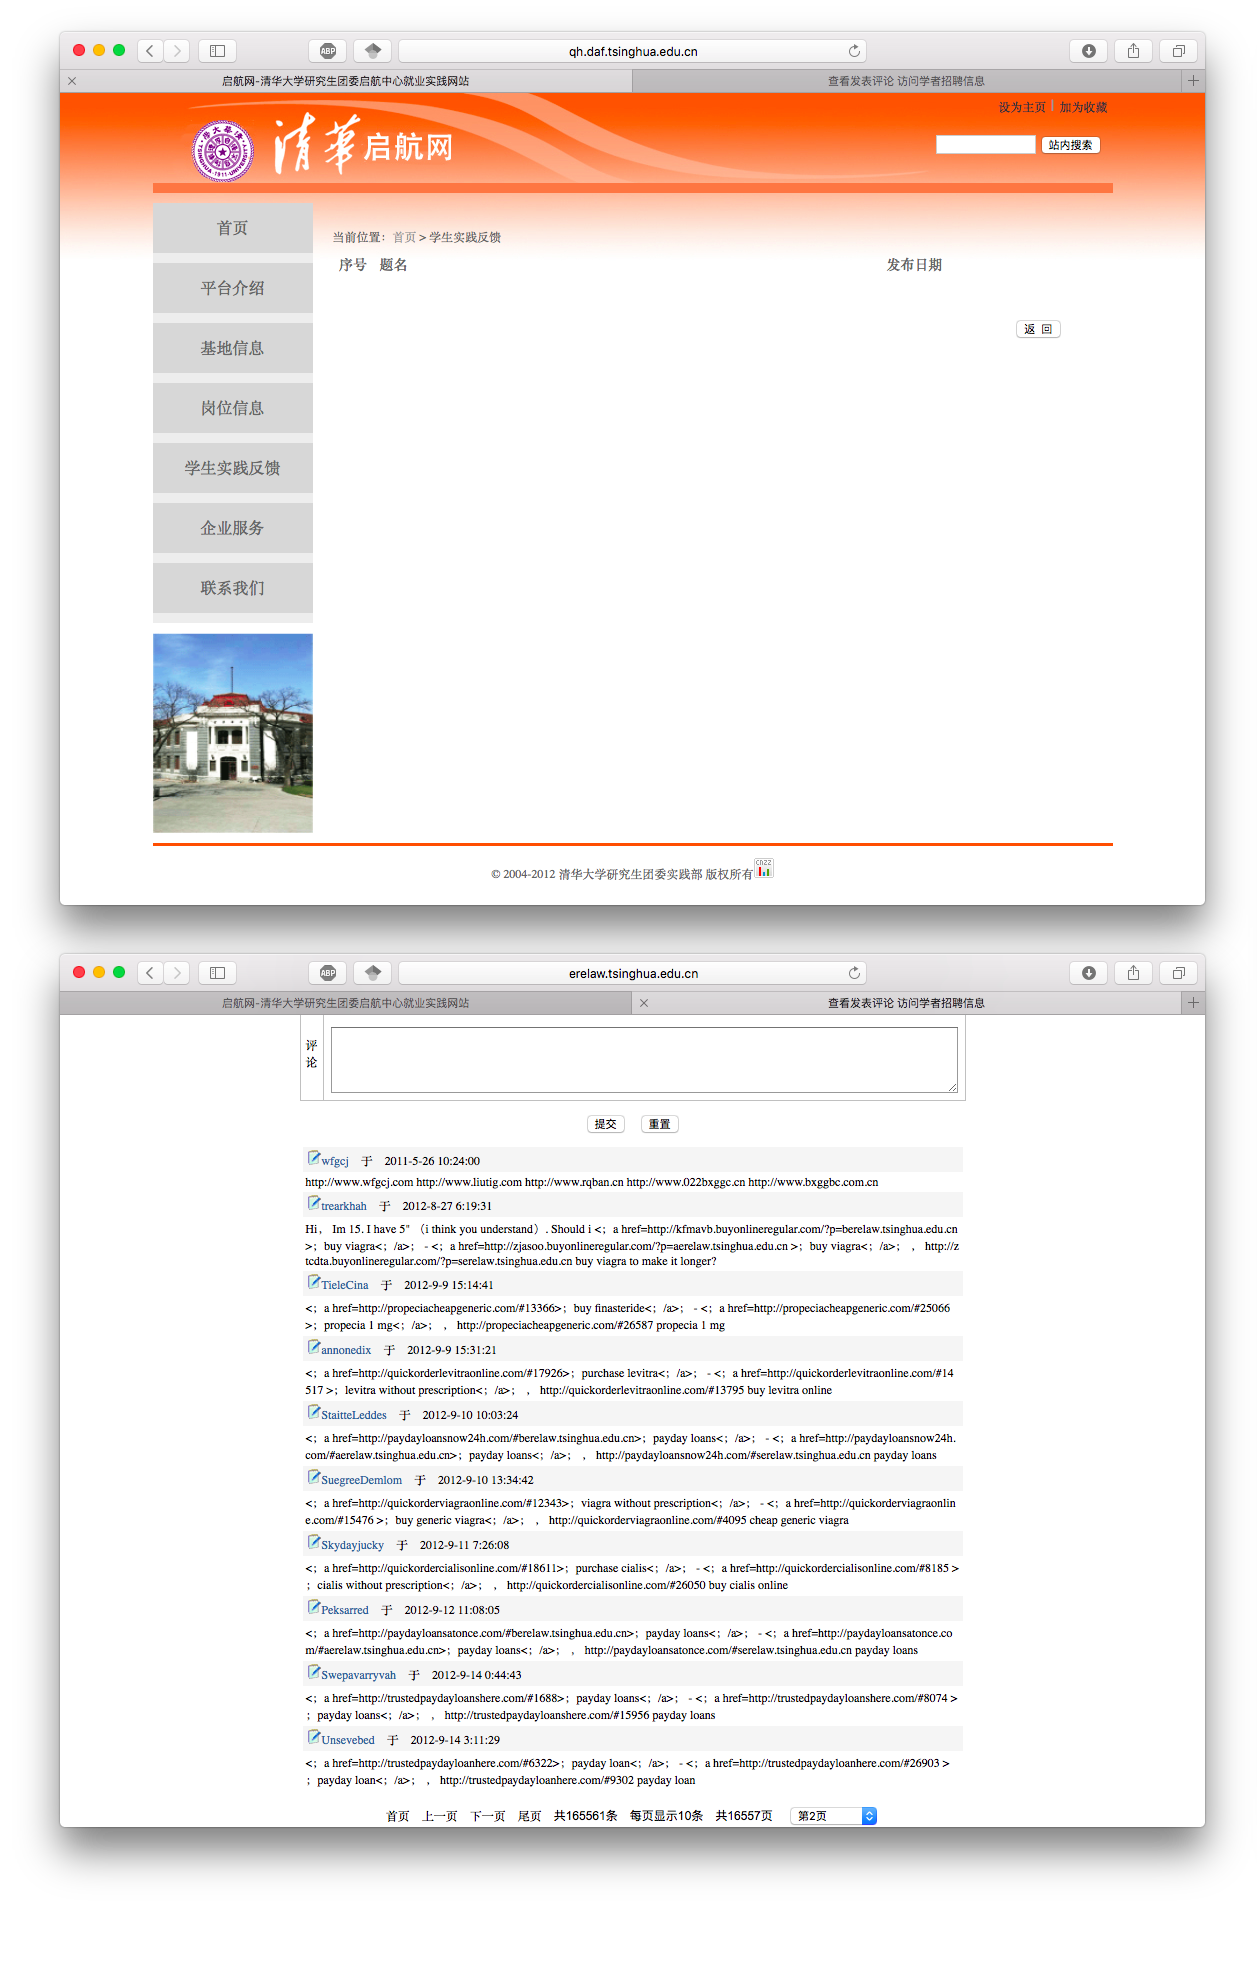 ABP
qh.daf.tsinghua.edu.cn
启航网-清华大学研究生团委启航中心就业实践网站
查看发表评论 访问学者招聘信息
设为主页 | 加为收藏
清華启航网
站内搜索
首页
当前位置：首页 > 学生实践反馈
序号 题名 发布日期
返 回
平台介绍
基地信息
岗位信息
学生实践反馈
企业服务
联系我们
© 2004-2012 清华大学研究生团委实践部 版权所有
CNZZ
ABP
erelaw.tsinghua.edu.cn
启航网-清华大学研究生团委启航中心就业实践网站
查看发表评论 访问学者招聘信息
评
论
提交 重置
wfgcj 于 2011-5-26 10:24:00
http://www.wfgcj.com http://www.liutig.com http://www.rqban.cn http://www.022bxggc.cn http://www.bxggbc.com.cn
trearkhah 于 2012-8-27 6:19:31
Hi， Im 15. I have 5" （i think you understand）. Should i <；a href=http://kfmavb.buyonlineregular.com/?p=berelaw.tsinghua.edu.cn
>；buy viagra<；/a>； - <；a href=http://zjasoo.buyonlineregular.com/?p=aerelaw.tsinghua.edu.cn >；buy viagra<；/a>； ， http://z
tcdta.buyonlineregular.com/?p=serelaw.tsinghua.edu.cn buy viagra to make it longer?
TieleCina 于 2012-9-9 15:14:41
<；a href=http://propeciacheapgeneric.com/#13366>；buy finasteride<；/a>； - <；a href=http://propeciacheapgeneric.com/#25066
>；propecia 1 mg<；/a>； ， http://propeciacheapgeneric.com/#26587 propecia 1 mg
annonedix 于 2012-9-9 15:31:21
<；a href=http://quickorderlevitraonline.com/#17926>；purchase levitra<；/a>； - <；a href=http://quickorderlevitraonline.com/#14
517 >；levitra without prescription<；/a>； ， http://quickorderlevitraonline.com/#13795 buy levitra online
StaitteLeddes 于 2012-9-10 10:03:24
<；a href=http://paydayloansnow24h.com/#berelaw.tsinghua.edu.cn>；payday loans<；/a>； - <；a href=http://paydayloansnow24h.
com/#aerelaw.tsinghua.edu.cn>；payday loans<；/a>； ， http://paydayloansnow24h.com/#serelaw.tsinghua.edu.cn payday loans
SuegreeDemlom 于 2012-9-10 13:34:42
<；a href=http://quickorderviagraonline.com/#12343>；viagra without prescription<；/a>； - <；a href=http://quickorderviagraonlin
e.com/#15476 >；buy generic viagra<；/a>； ， http://quickorderviagraonline.com/#4095 cheap generic viagra
Skydayjucky 于 2012-9-11 7:26:08
<；a href=http://quickordercialisonline.com/#18611>；purchase cialis<；/a>； - <；a href=http://quickordercialisonline.com/#8185 >
；cialis without prescription<；/a>； ， http://quickordercialisonline.com/#26050 buy cialis online
Peksarred 于 2012-9-12 11:08:05
<；a href=http://paydayloansatonce.com/#berelaw.tsinghua.edu.cn>；payday loans<；/a>； - <；a href=http://paydayloansatonce.co
m/#aerelaw.tsinghua.edu.cn>；payday loans<；/a>； ， http://paydayloansatonce.com/#serelaw.tsinghua.edu.cn payday loans
Swepavarryvah 于 2012-9-14 0:44:43
<；a href=http://trustedpaydayloanshere.com/#1688>；payday loans<；/a>； - <；a href=http://trustedpaydayloanshere.com/#8074 >
；payday loans<；/a>； ， http://trustedpaydayloanshere.com/#15956 payday loans
Unsevebed 于 2012-9-14 3:11:29
<；a href=http://trustedpaydayloanhere.com/#6322>；payday loan<；/a>； - <；a href=http://trustedpaydayloanhere.com/#26903 >
；payday loan<；/a>； ， http://trustedpaydayloanhere.com/#9302 payday loan
首页 上一页 下一页 尾页 共165561条 每页显示10条 共16557页 第2页